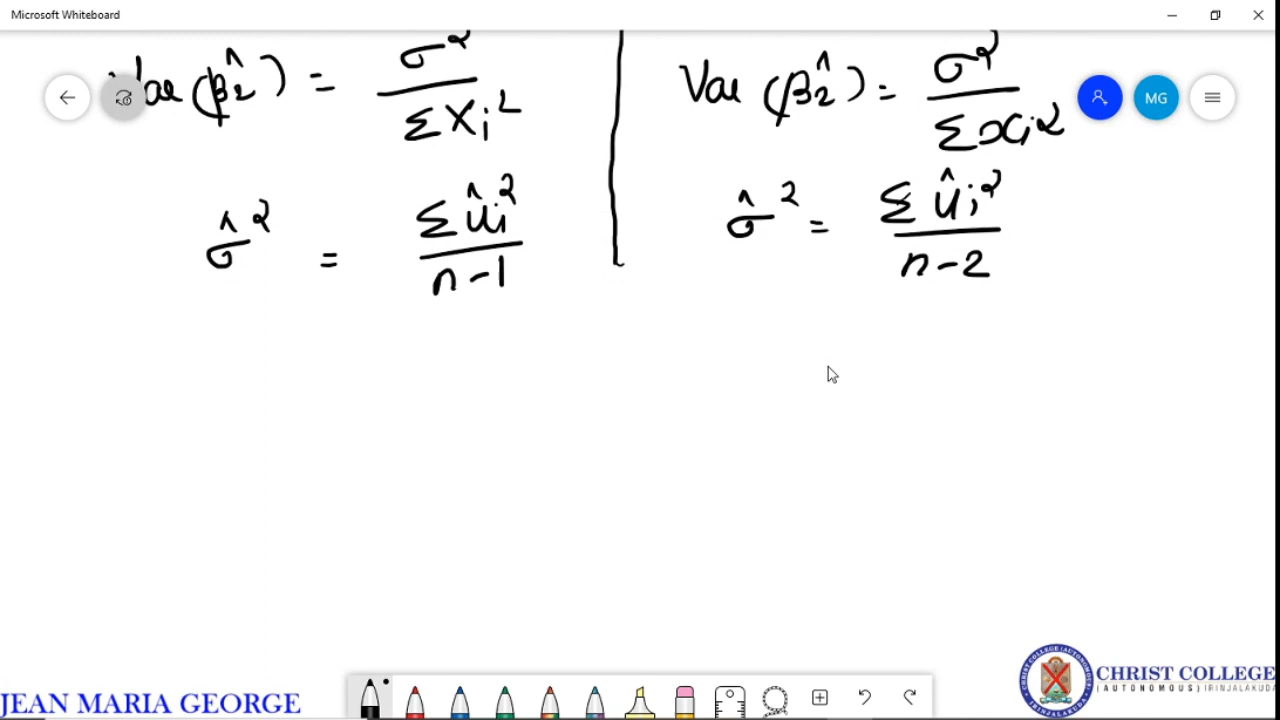 Microsoft Whiteboard
Var (β̂₂) = σ² / ΣXᵢ²
Var (β̂₂) = σ² / Σxᵢ²
MG
σ̂² = Σûᵢ² / n-1
σ̂² = Σûᵢ² / n-2
JEAN MARIA GEORGE
CHRIST COLLEGE
(AUTONOMOUS) IRINJALAKUDA